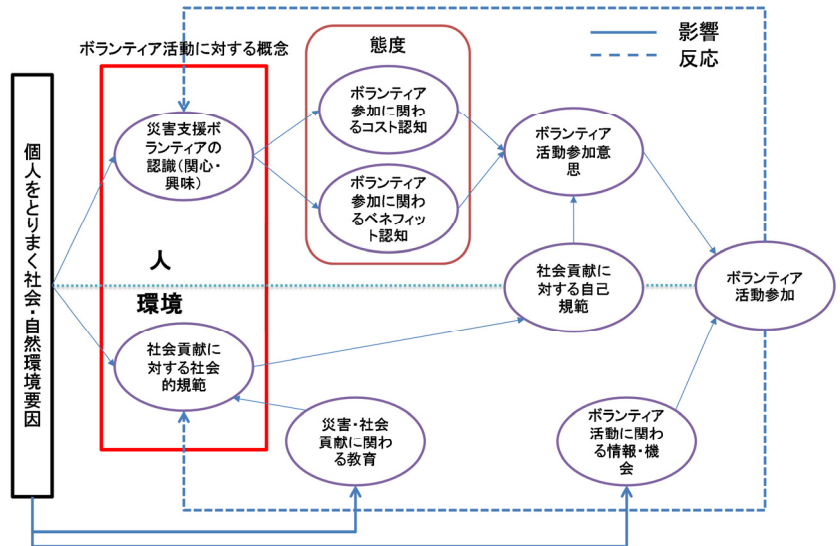 影響
反応
ボランティア活動に対する概念
態度
個人をとりまく社会・自然環境要因
災害支援ボ
ランティアの
認識(関心・
興味)
ボランティア
参加に関わ
るコスト認知
ボランティア
参加に関わ
るベネフィッ
ト認知
ボランティア
活動参加意
思
人
環境
社会貢献に
対する自己
規範
ボランティア
活動参加
社会貢献に
対する社会
的規範
災害・社会
貢献に関わ
る教育
ボランティア
活動に関わ
る情報・機
会